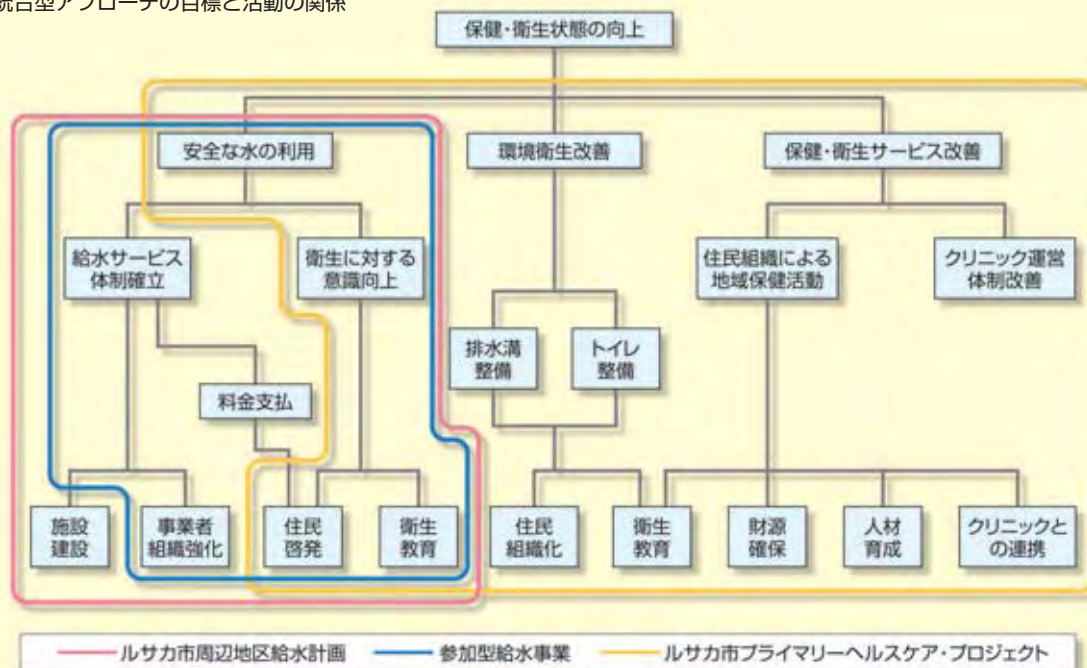 統合型アプローチの目標と活動の関係
保健・衛生状態の向上
安全な水の利用
環境衛生改善
保健・衛生サービス改善
給水サービス
体制確立
衛生に対する
意識向上
住民組織による
地域保健活動
クリニック運営
体制改善
排水溝
整備
トイレ
整備
料金支払
施設
建設
事業者
組織強化
住民
啓発
衛生
教育
住民
組織化
衛生
教育
財源
確保
人材
育成
クリニックと
の連携
ルサカ市周辺地区給水計画
参加型給水事業
ルサカ市プライマリーヘルスケア・プロジェクト